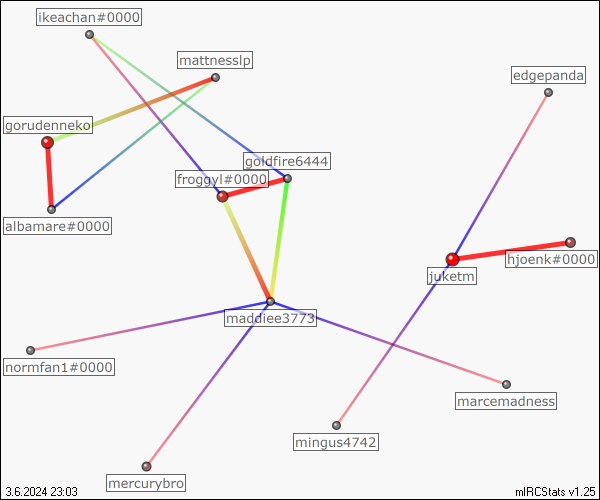 ikeachan#0000
mattnesslp
edgepanda
gorudenneko
goldfire6444
froggyl#0000
albamare#0000
hjoenk#0000
juketm
maddiee3773
normfan1#0000
marcemadness
mingus4742
mercurybro
3.6.2024 23:03
mIRCStats v1.25